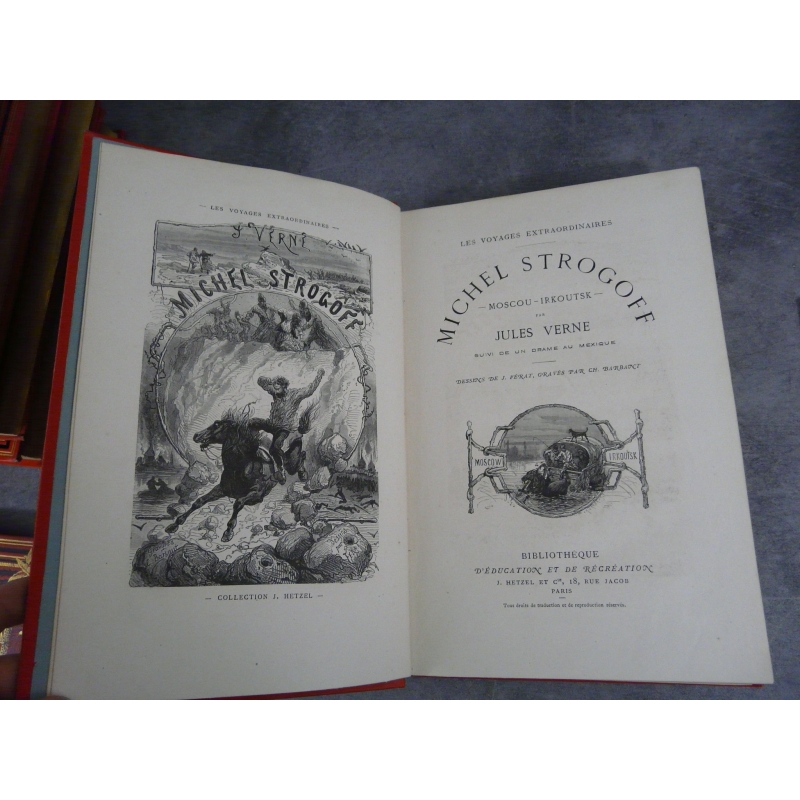 — LES VOYAGES EXTRAORDINAIRES —
J VERNE
MICHEL STROGOFF
— COLLECTION J. HETZEL —
LES VOYAGES EXTRAORDINAIRES
MICHEL STROGOFF
— MOSCOU-IRKOUTSK —
PAR
JULES VERNE
SUIVI DE UN DRAME AU MEXIQUE
DESSINS DE J. FÉRAT, GRAVÉS PAR CH. BARBANT
MOSCOW
IRKOUTSK
BIBLIOTHÈQUE
D'ÉDUCATION ET DE RÉCRÉATION
J. HETZEL ET Cie, 18, RUE JACOB
PARIS
Tous droits de traduction et de reproduction réservés.